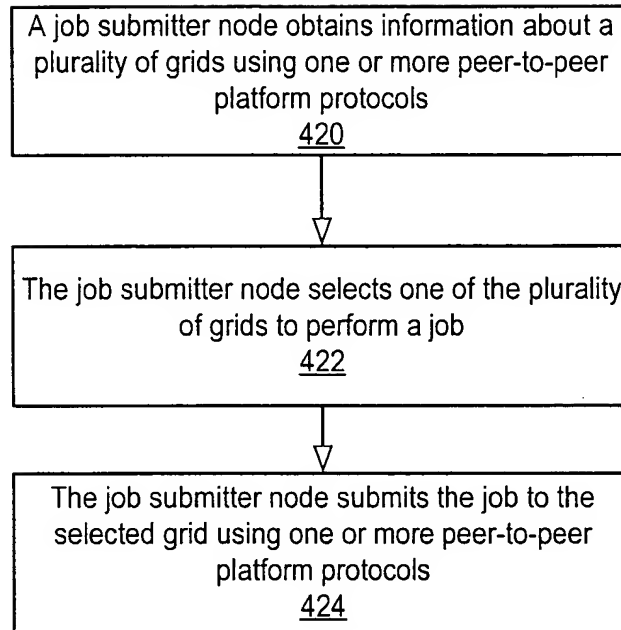 A job submitter node obtains information about a
plurality of grids using one or more peer-to-peer
platform protocols
420
The job submitter node selects one of the plurality
of grids to perform a job
422
The job submitter node submits the job to the
selected grid using one or more peer-to-peer
platform protocols
424